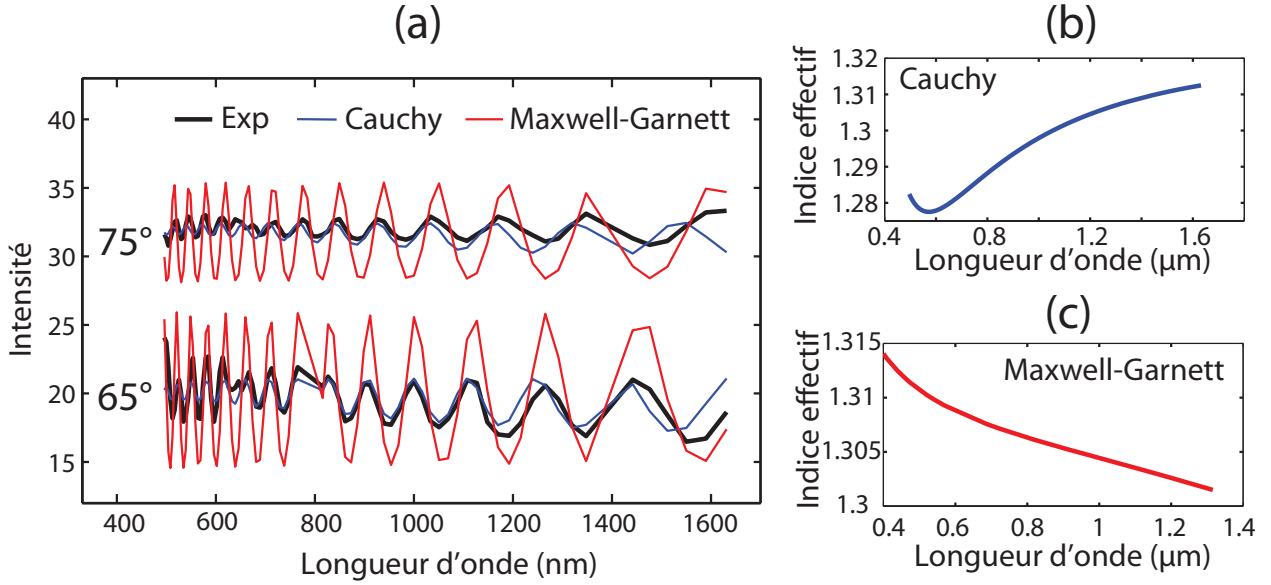 (a)
Exp Cauchy Maxwell-Garnett
Intensité
40
35
30
25
20
15
75°
65°
400 600 800 1000 1200 1400 1600
Longueur d'onde (nm)
(b)
Cauchy
Indice effectif
1.32
1.31
1.3
1.29
1.28
0.4 0.8 1.2 1.6
Longueur d'onde (µm)
(c)
Maxwell-Garnett
Indice effectif
1.315
1.31
1.305
1.3
0.4 0.6 0.8 1 1.2 1.4
Longueur d'onde (µm)